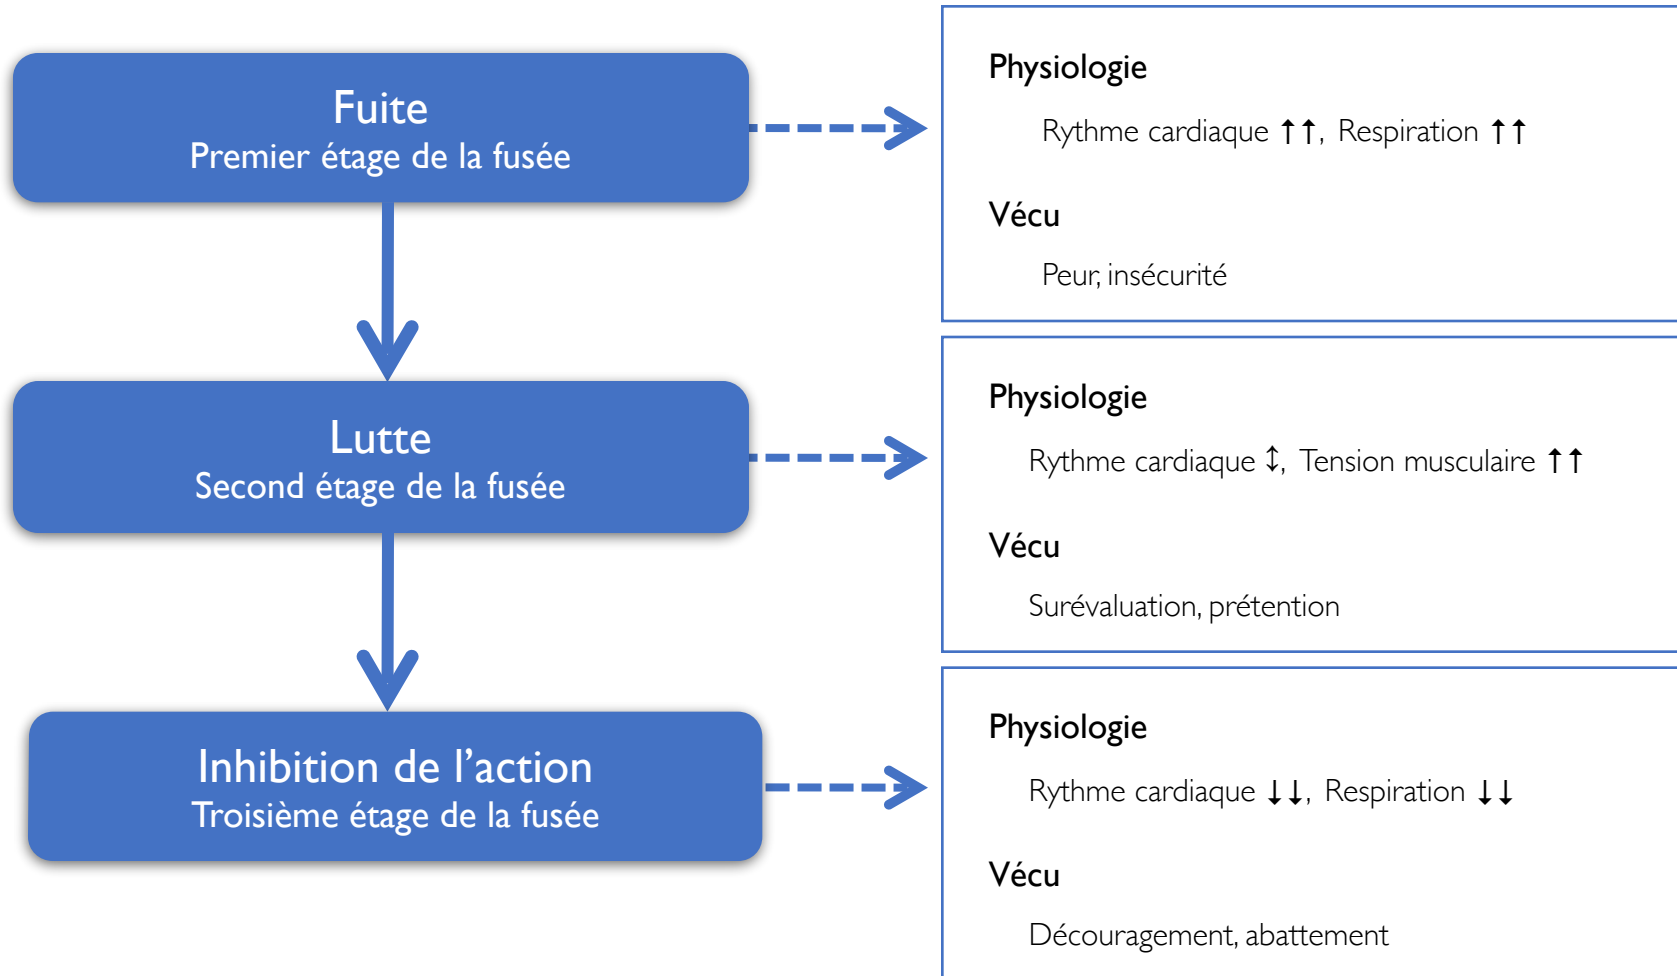 Fuite
Premier étage de la fusée
Physiologie
Rythme cardiaque ↑↑, Respiration ↑↑
Vécu
Peur, insécurité
Lutte
Second étage de la fusée
Physiologie
Rythme cardiaque ↕, Tension musculaire ↑↑
Vécu
Surévaluation, prétention
Inhibition de l’action
Troisième étage de la fusée
Physiologie
Rythme cardiaque ↓↓, Respiration ↓↓
Vécu
Découragement, abattement